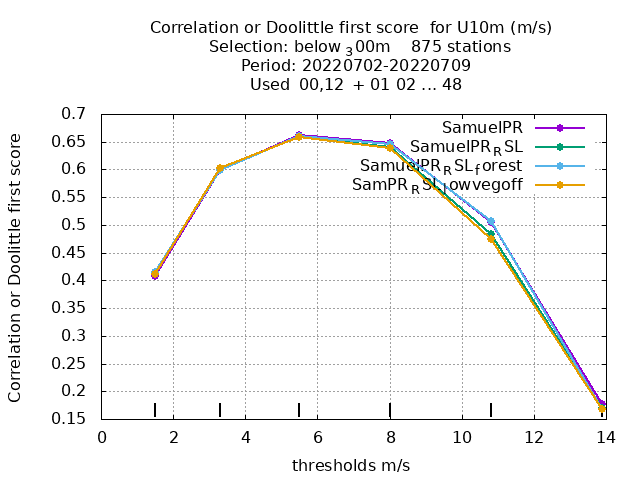 Correlation or Doolittle first score for U10m (m/s)
Selection: below ₃00m 875 stations
Period: 20220702-20220709
Used 00,12 + 01 02 ... 48
Correlation or Doolittle first score
0.7
0.65
0.6
0.55
0.5
0.45
0.4
0.35
0.3
0.25
0.2
0.15
SamuelPR
SamuelPR_RSL
SamuelPR_RSL_forest
SamPR_RSL_lowvegoff
0 2 4 6 8 10 12 14
thresholds m/s